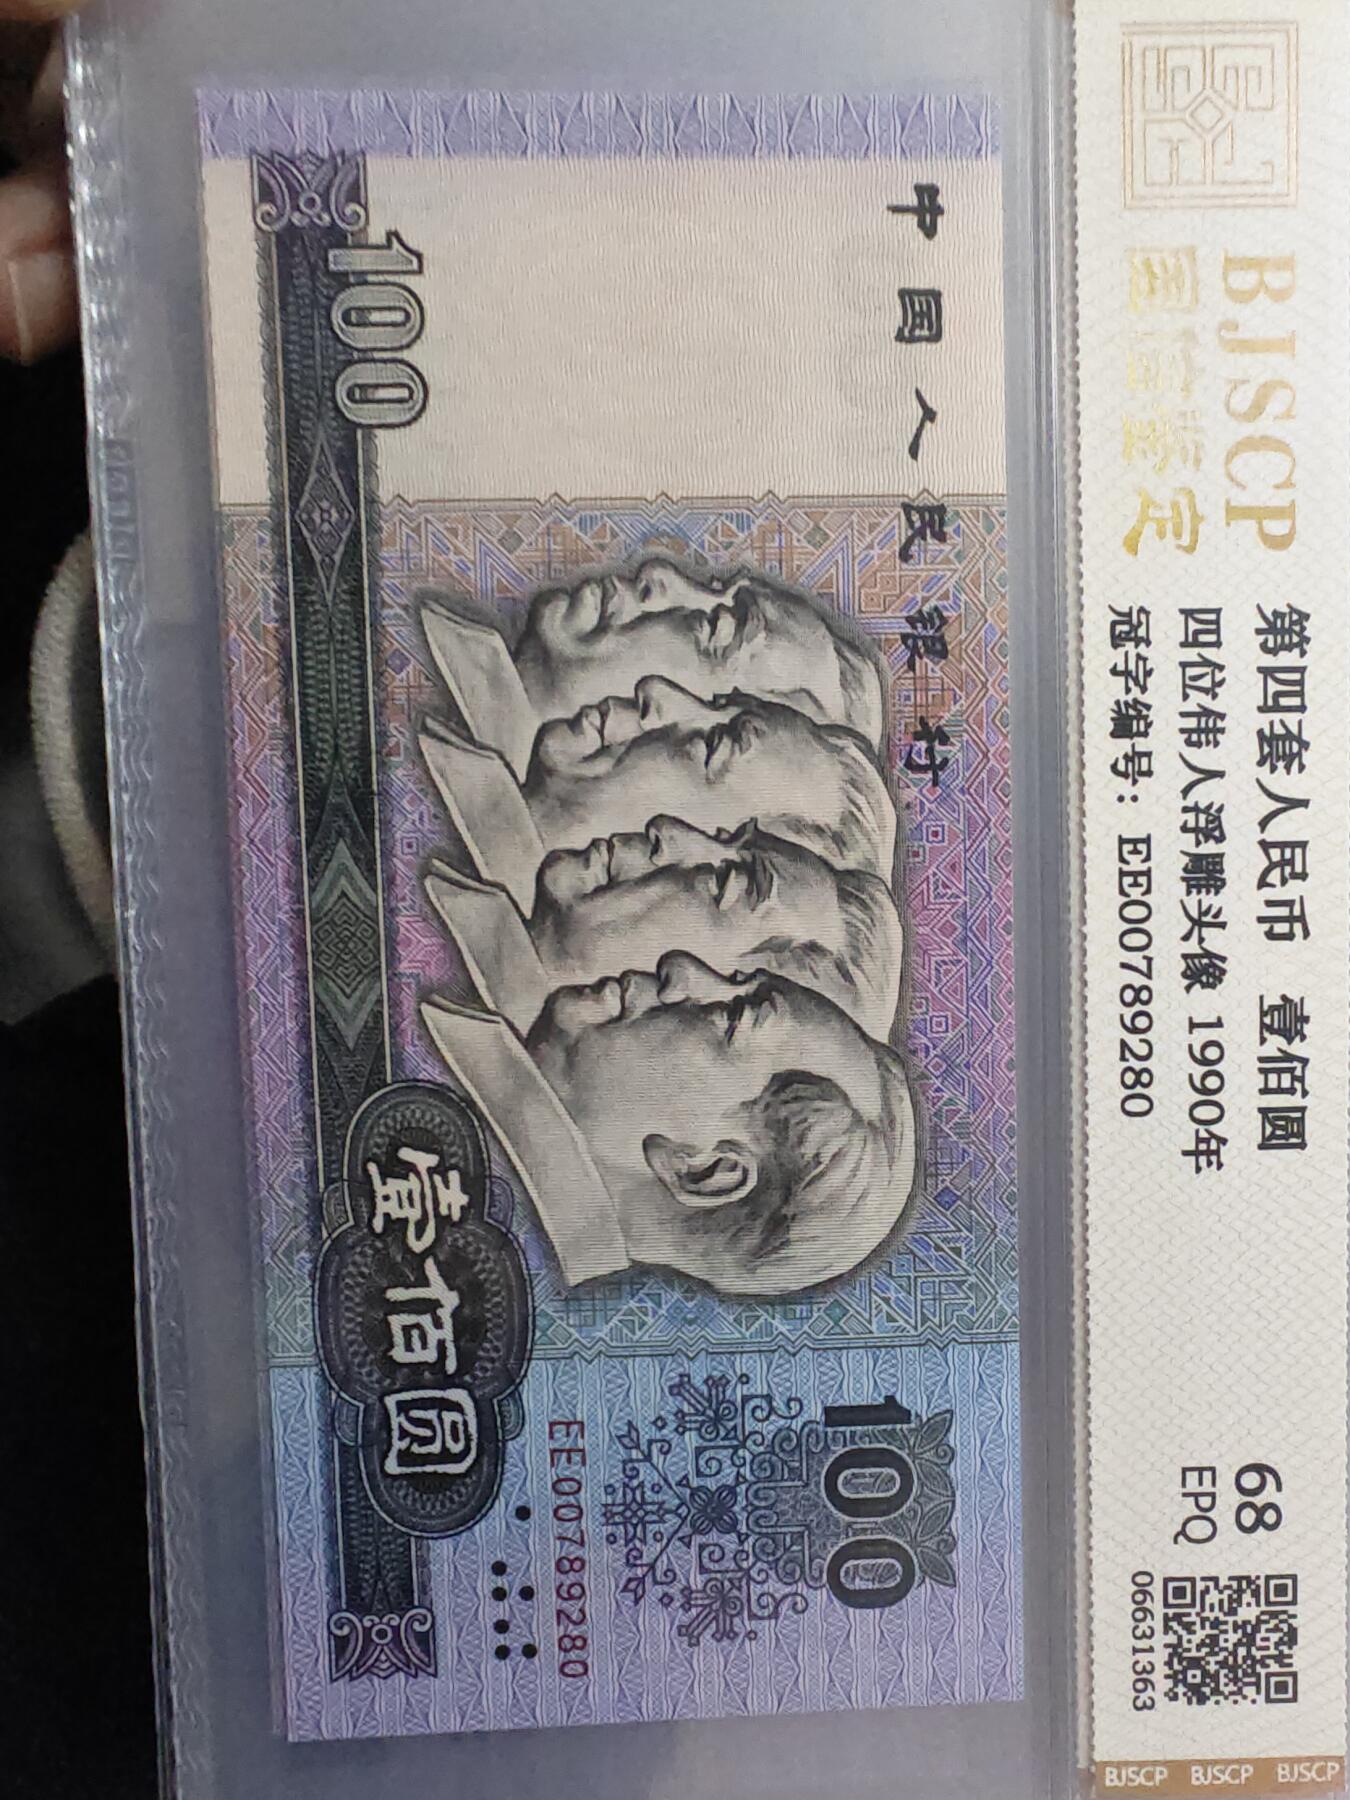 BJSCP
国信鉴定
第四套人民币 壹佰圆
四位伟人浮雕头像 1990年
冠字编号：EE00789280
68
EPQ
06631363
BJSCP BJSCP BJSCP
中国人民银行
100
100
EE00789280
壹佰圆